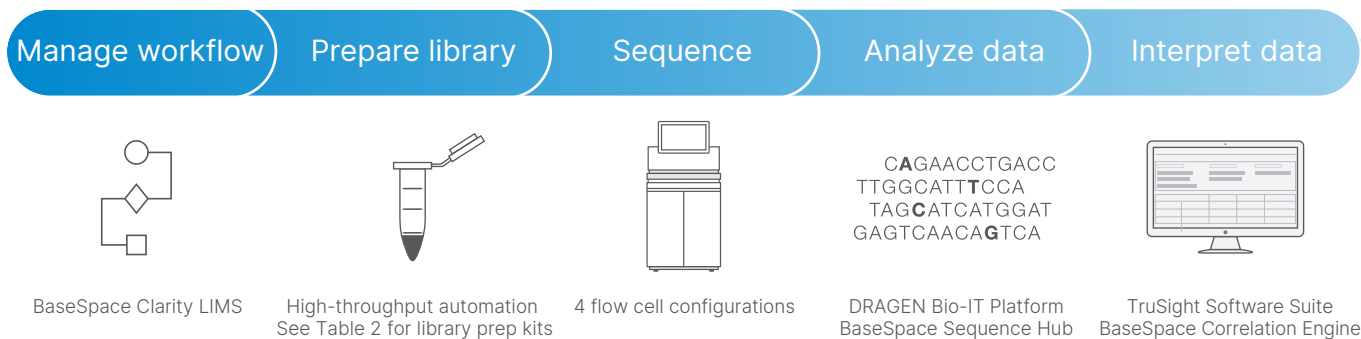 Manage workflow
Prepare library
Sequence
Analyze data
Interpret data
CAGAACCTGACC
TTGGCATTTCCA
TAGCATCATGGAT
GAGTCAACAGTCA
BaseSpace Clarity LIMS
High-throughput automation
See Table 2 for library prep kits
4 flow cell configurations
DRAGEN Bio-IT Platform
BaseSpace Sequence Hub
TruSight Software Suite
BaseSpace Correlation Engine